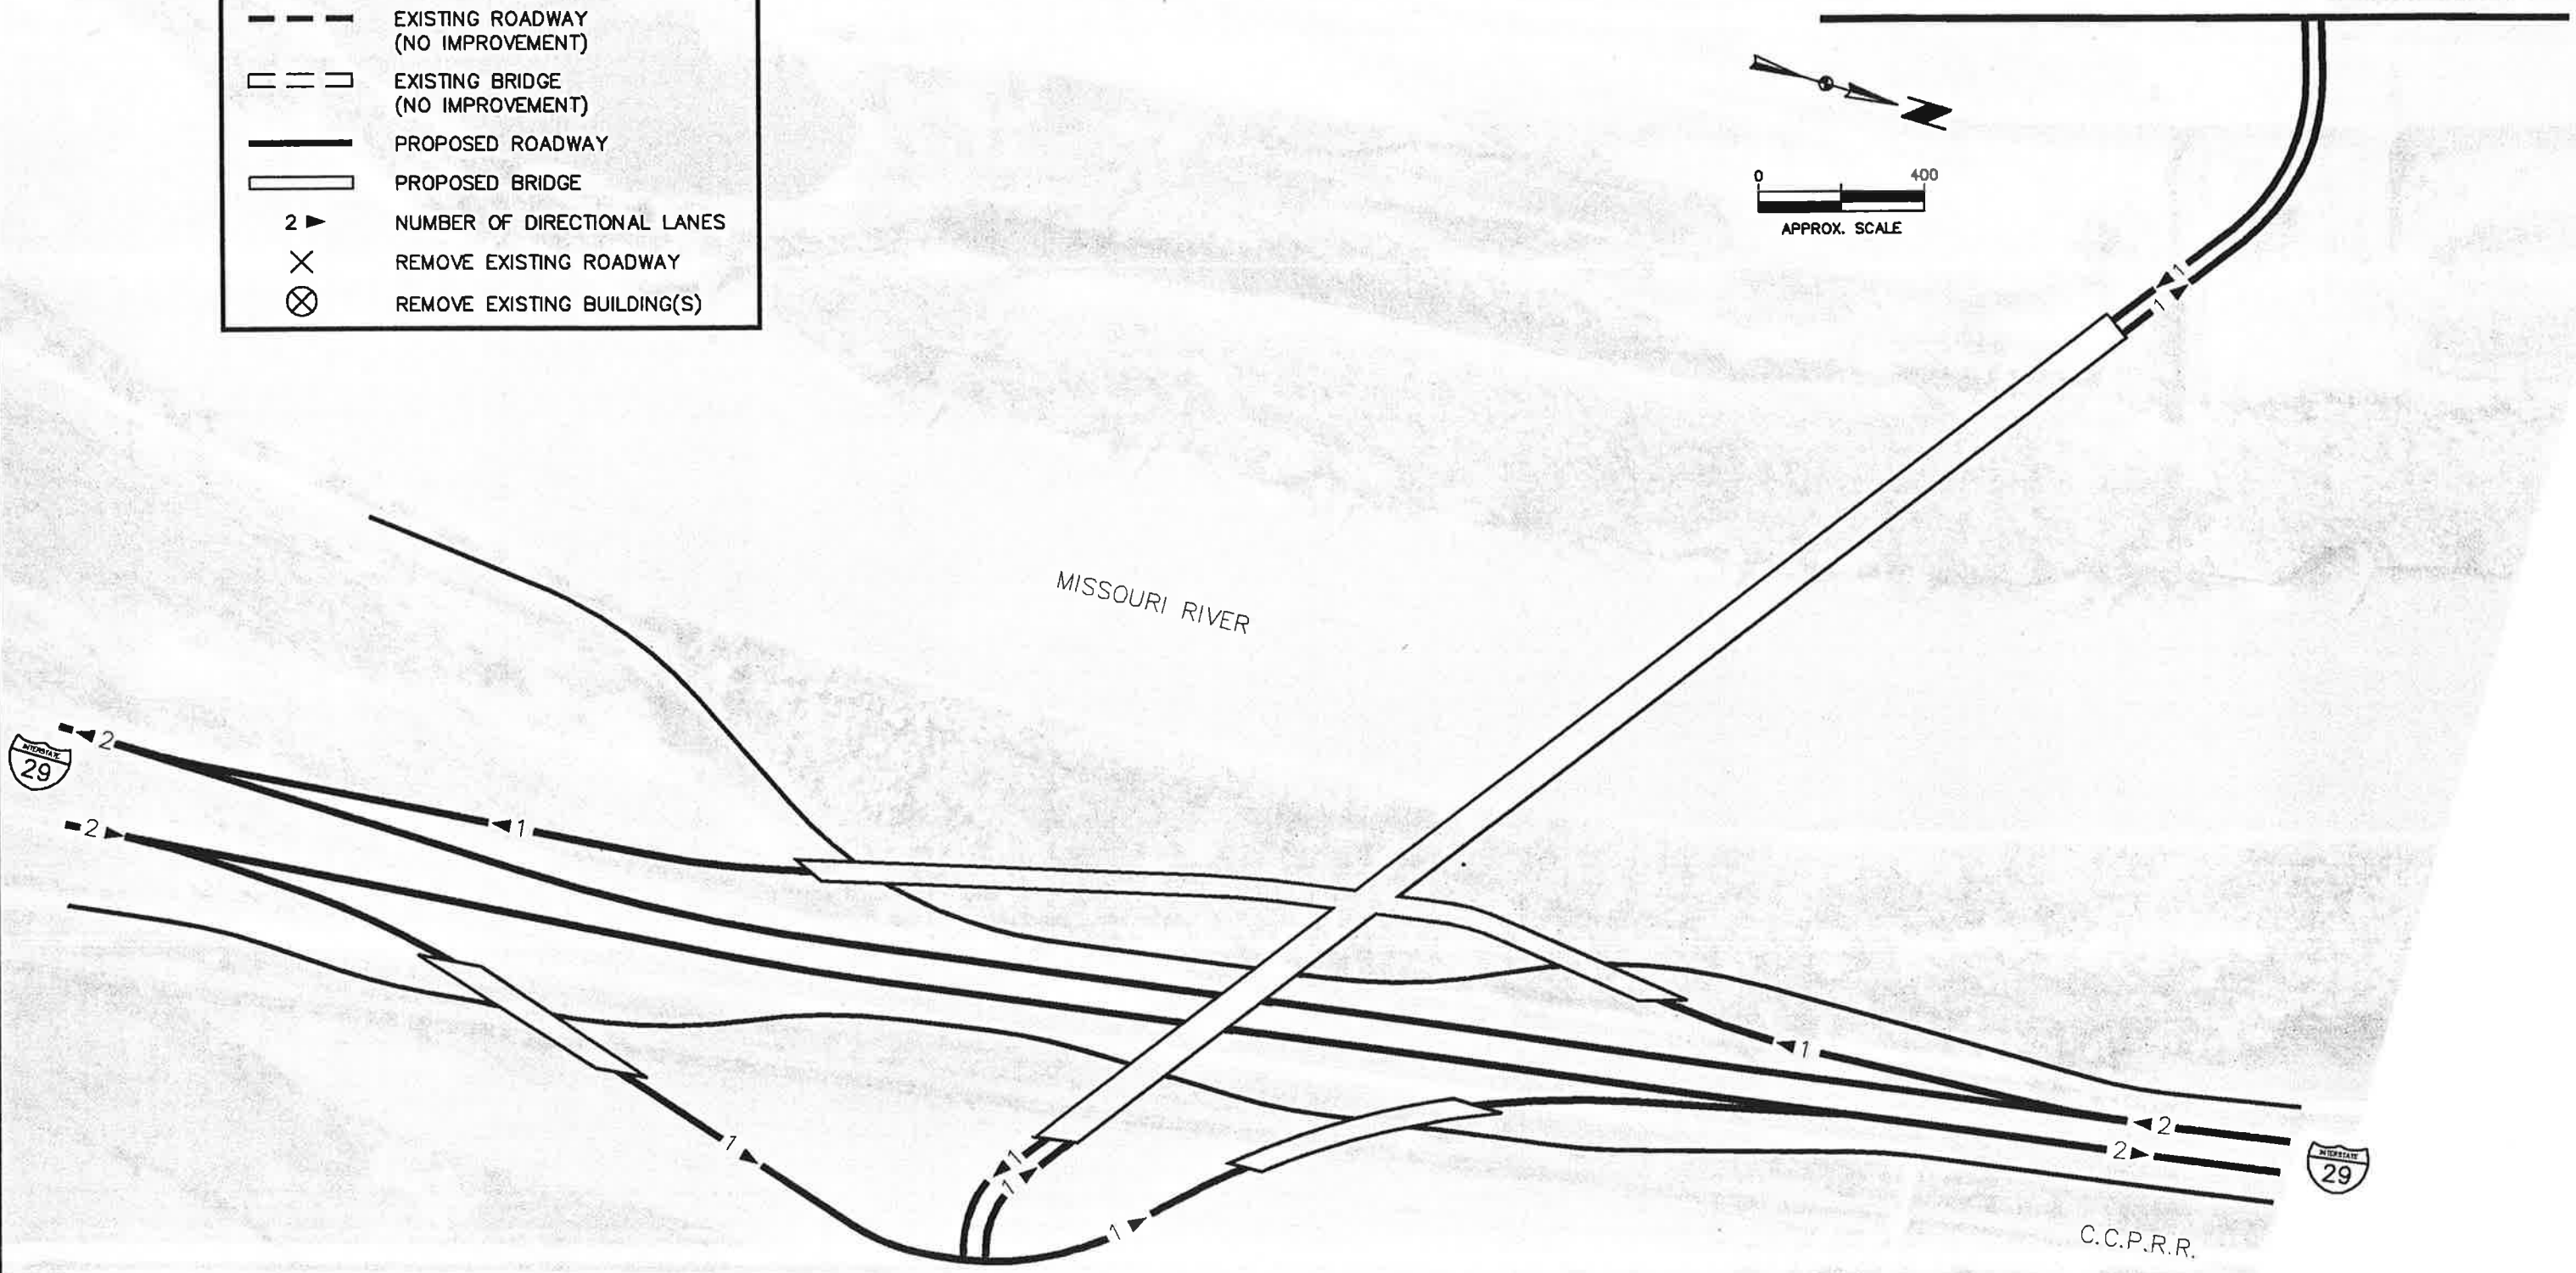 EXISTING ROADWAY
(NO IMPROVEMENT)
EXISTING BRIDGE
(NO IMPROVEMENT)
PROPOSED ROADWAY
PROPOSED BRIDGE
2 ► NUMBER OF DIRECTIONAL LANES
REMOVE EXISTING ROADWAY
REMOVE EXISTING BUILDING(S)
N
0 400
APPROX. SCALE
1
1
MISSOURI RIVER
2
INTERSTATE
29
2
1
1
1
1
1
1
2
2
INTERSTATE
29
C.C.P.R.R.